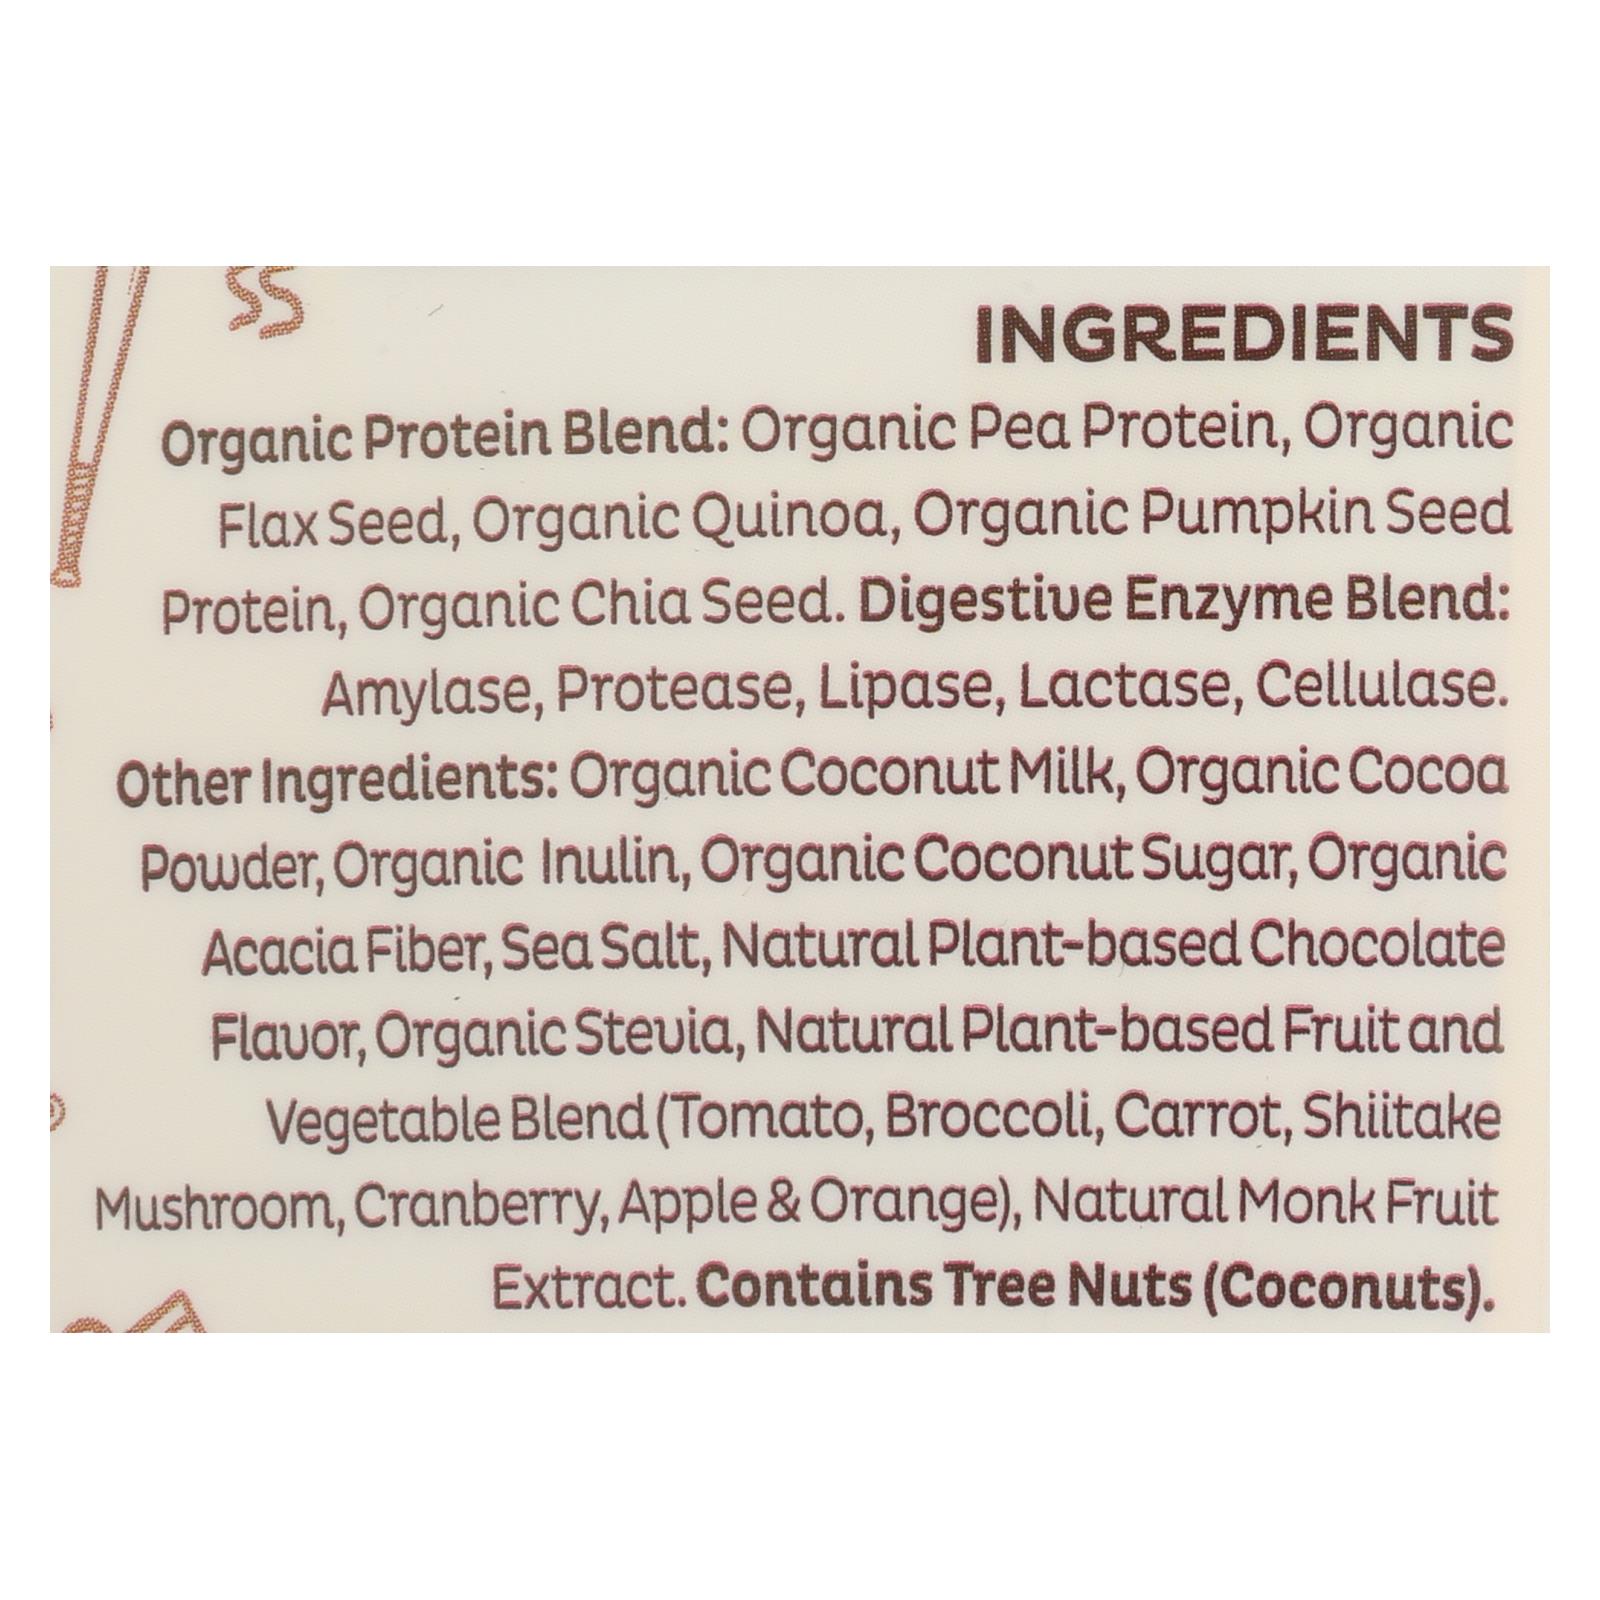 INGREDIENTS
Organic Protein Blend: Organic Pea Protein, Organic
Flax Seed, Organic Quinoa, Organic Pumpkin Seed
Protein, Organic Chia Seed. Digestive Enzyme Blend:
Amylase, Protease, Lipase, Lactase, Cellulase.
Other Ingredients: Organic Coconut Milk, Organic Cocoa
Powder, Organic Inulin, Organic Coconut Sugar, Organic
Acacia Fiber, Sea Salt, Natural Plant-based Chocolate
Flavor, Organic Stevia, Natural Plant-based Fruit and
Vegetable Blend (Tomato, Broccoli, Carrot, Shiitake
Mushroom, Cranberry, Apple & Orange), Natural Monk Fruit
Extract. Contains Tree Nuts (Coconuts).